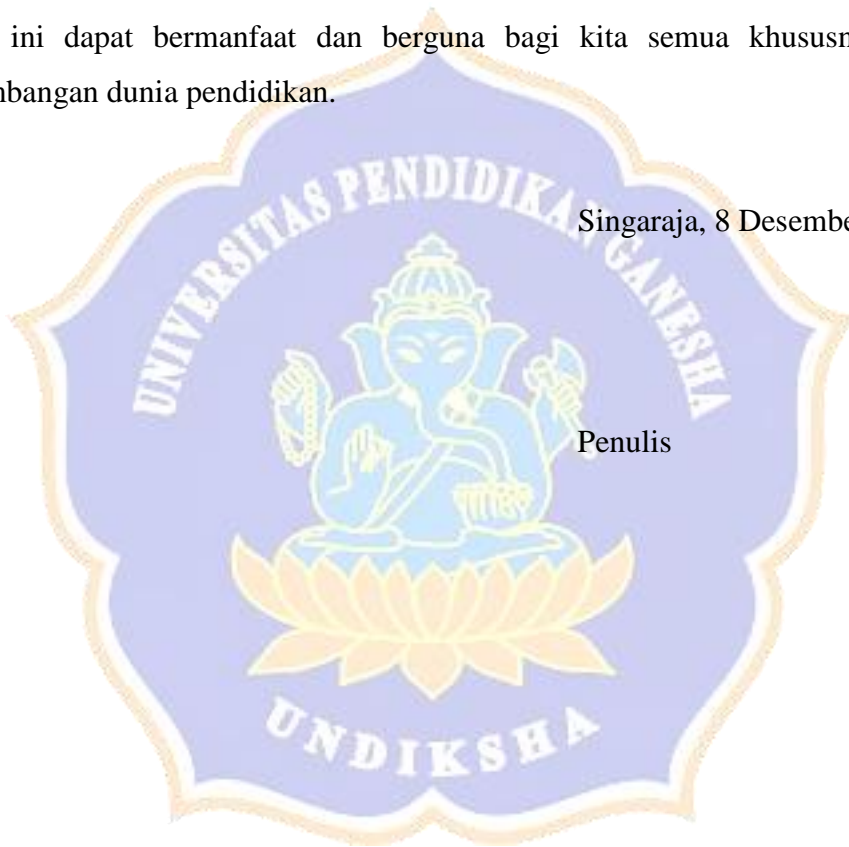 ini dapat bermanfaat dan berguna bagi kita semua khususn
mbangan dunia pendidikan.
UNIVERSITAS PENDIDIKAN GANESHA
Singaraja, 8 Desembe
Penulis
UNDIKSHA